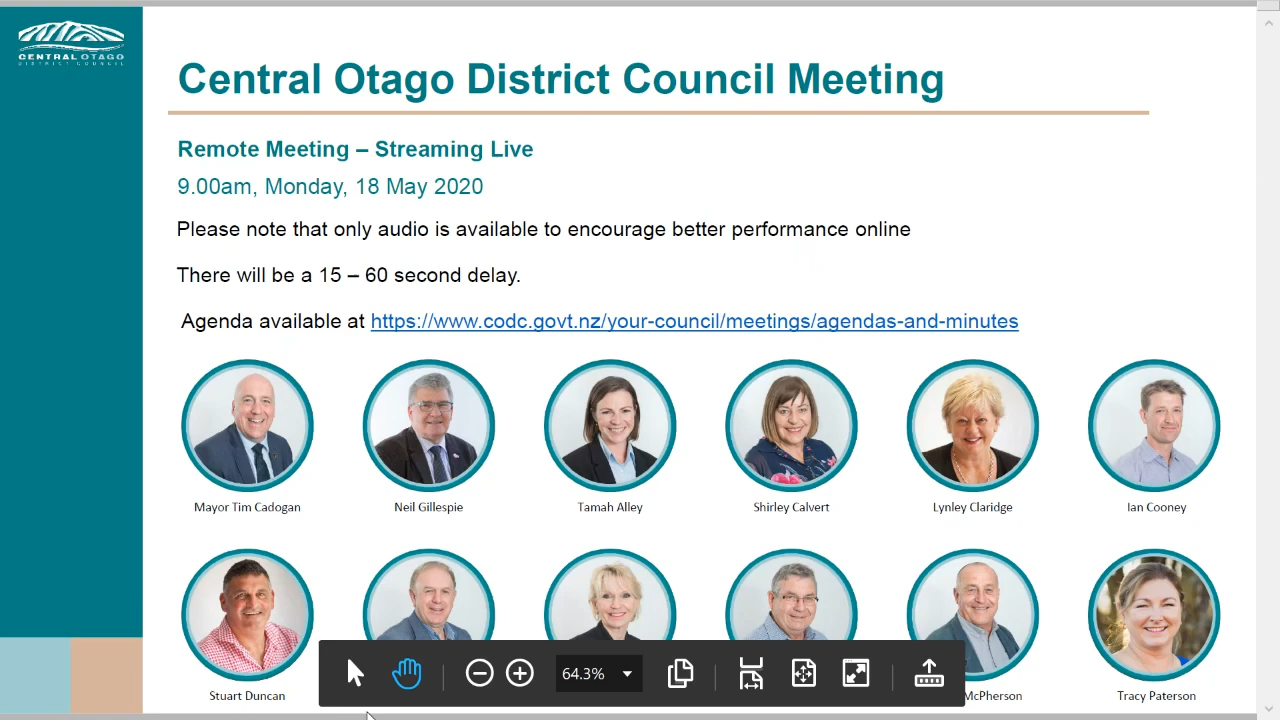 CENTRAL OTAGO
DISTRICT COUNCIL
Central Otago District Council Meeting
Remote Meeting – Streaming Live
9.00am, Monday, 18 May 2020
Please note that only audio is available to encourage better performance online
There will be a 15 – 60 second delay.
Agenda available at https://www.codc.govt.nz/your-council/meetings/agendas-and-minutes
Mayor Tim Cadogan Neil Gillespie Tamah Alley Shirley Calvert Lynley Claridge Ian Cooney
Stuart Duncan McPherson Tracy Paterson
64.3%